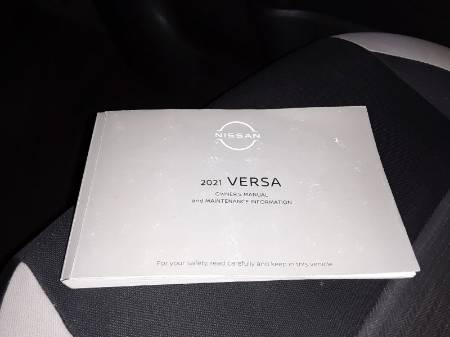 NISSAN
2021 VERSA
OWNER'S MANUAL
and MAINTENANCE INFORMATION
For your safety, read carefully and keep in this vehicle.